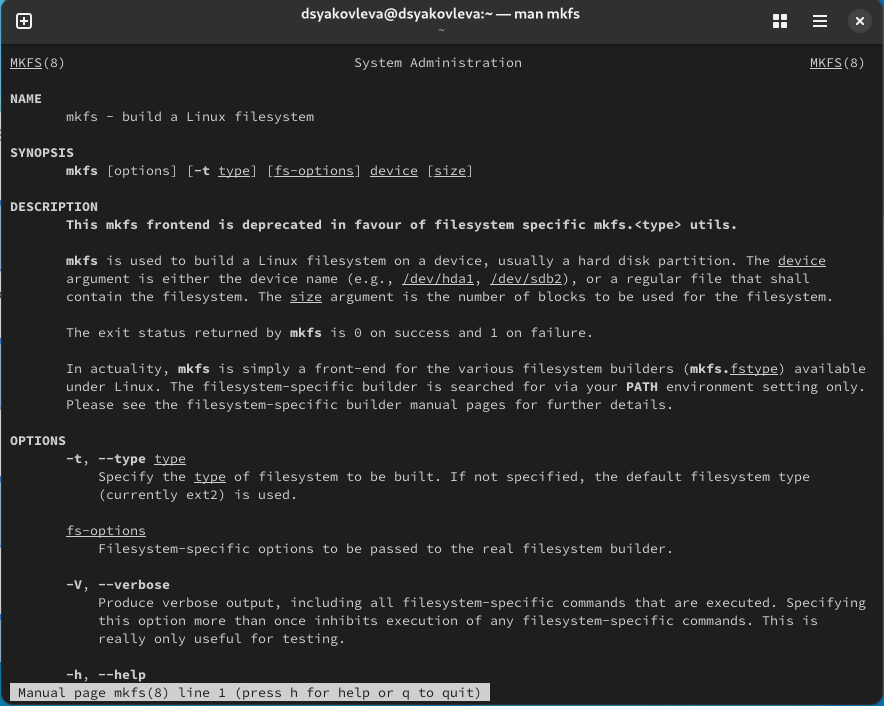 dsyakovleva@dsyakovleva:~ — man mkfs
~
MKFS(8) System Administration MKFS(8)
NAME
mkfs - build a Linux filesystem
SYNOPSIS
mkfs [options] [-t type] [fs-options] device [size]
DESCRIPTION
This mkfs frontend is deprecated in favour of filesystem specific mkfs.<type> utils.
mkfs is used to build a Linux filesystem on a device, usually a hard disk partition. The device
argument is either the device name (e.g., /dev/hda1, /dev/sdb2), or a regular file that shall
contain the filesystem. The size argument is the number of blocks to be used for the filesystem.
The exit status returned by mkfs is 0 on success and 1 on failure.
In actuality, mkfs is simply a front-end for the various filesystem builders (mkfs.fstype) available
under Linux. The filesystem-specific builder is searched for via your PATH environment setting only.
Please see the filesystem-specific builder manual pages for further details.
OPTIONS
-t, --type type
Specify the type of filesystem to be built. If not specified, the default filesystem type
(currently ext2) is used.
fs-options
Filesystem-specific options to be passed to the real filesystem builder.
-V, --verbose
Produce verbose output, including all filesystem-specific commands that are executed. Specifying
this option more than once inhibits execution of any filesystem-specific commands. This is
really only useful for testing.
-h, --help
Manual page mkfs(8) line 1 (press h for help or q to quit)